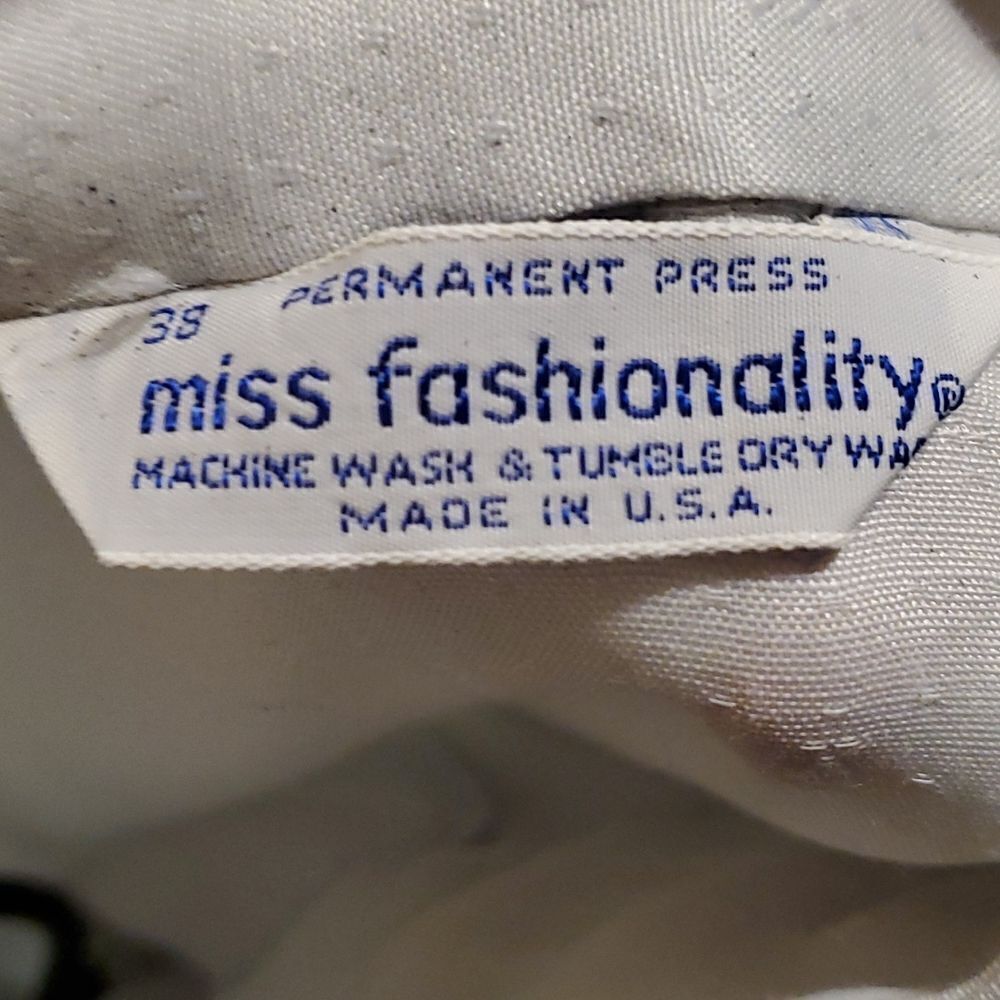 38 PERMANENT PRESS
miss fashionality®
MACHINE WASH & TUMBLE DRY
MADE IN U.S.A.